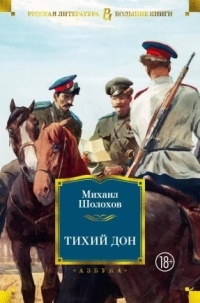 РУССКАЯ ЛИТЕРАТУРА БОЛЬШИЕ КНИГИ
Михаил
Шолохов
ТИХИЙ ДОН
«АЗБУКА»
18+